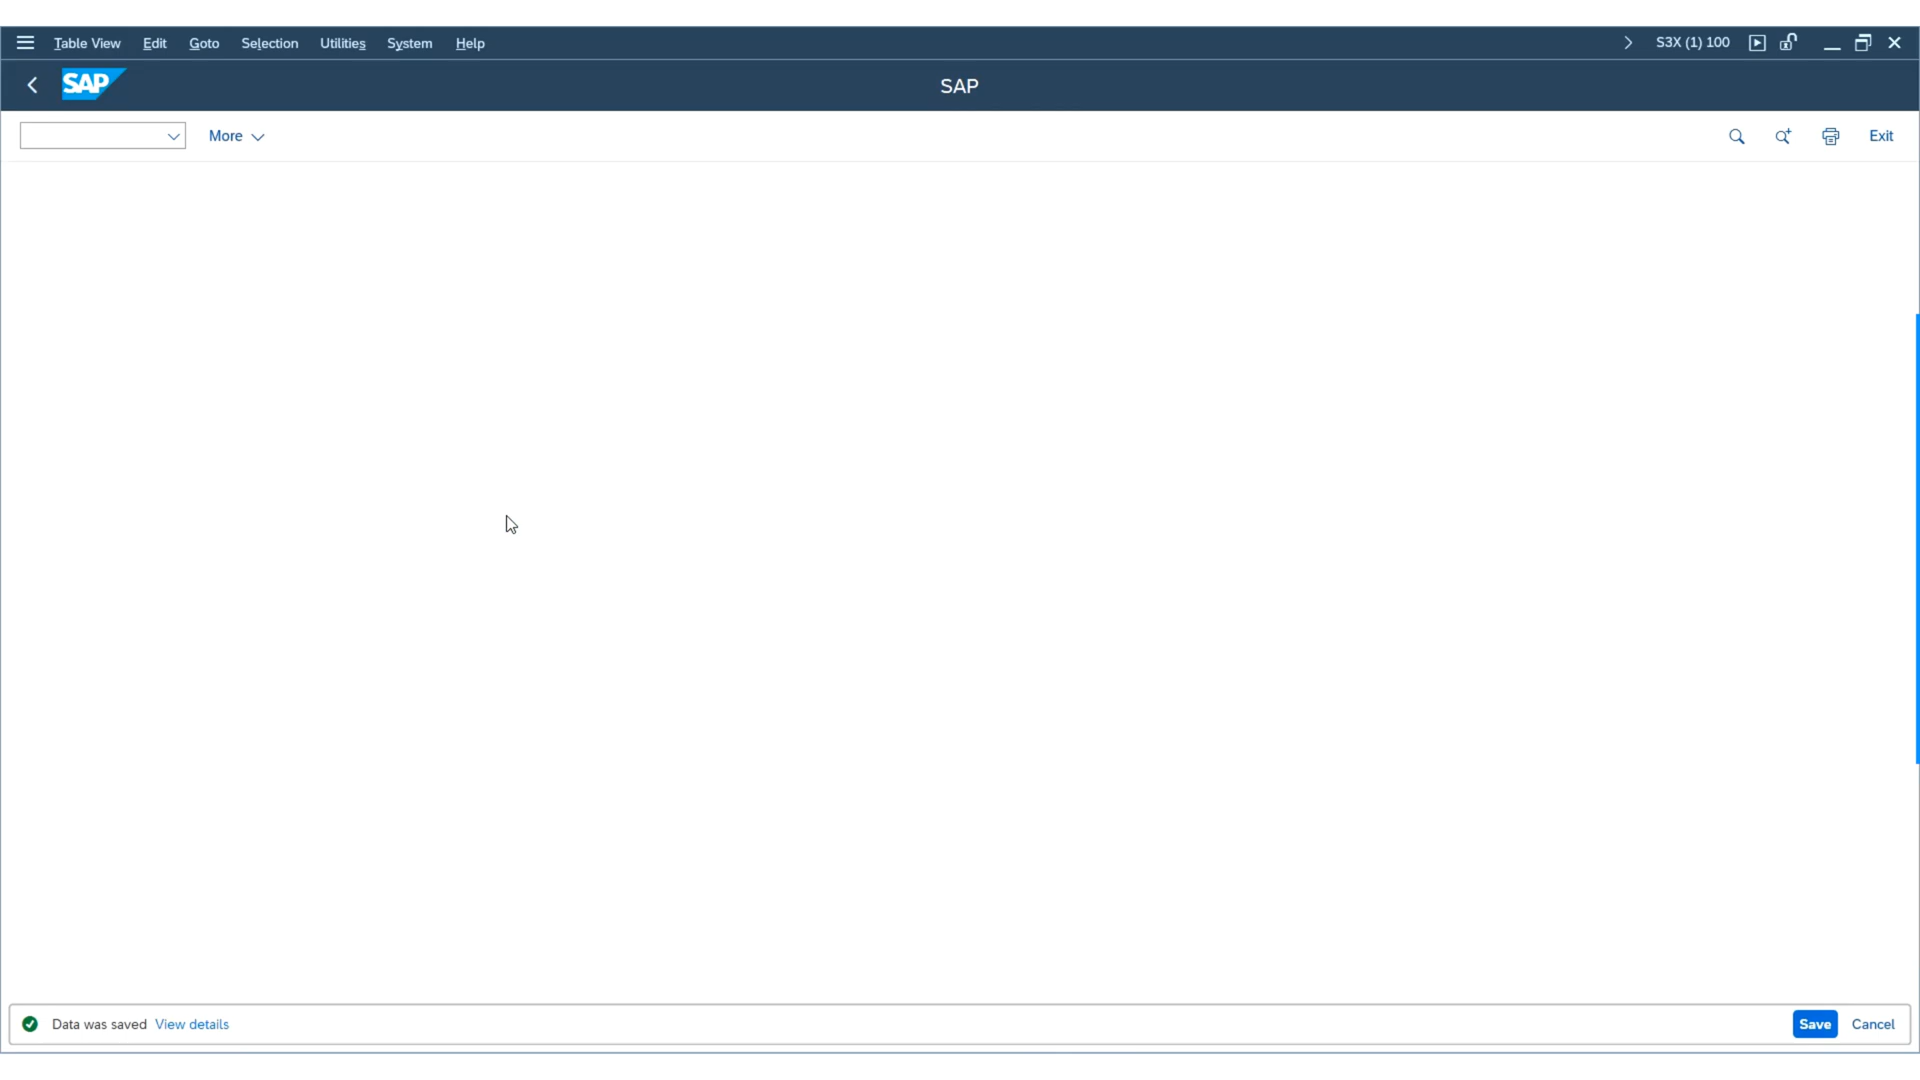 Table View Edit Goto Selection Utilities System Help S3X (1) 100
SAP SAP
More Exit
Data was saved View details Save Cancel